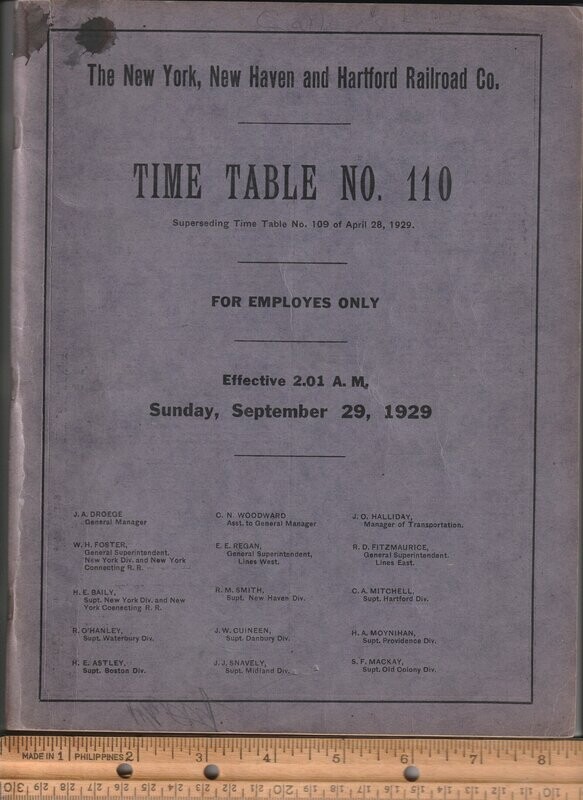 The New York, New Haven and Hartford Railroad Co.
TIME TABLE NO. 110
Superseding Time Table No. 109 of April 28, 1929.
FOR EMPLOYES ONLY
Effective 2.01 A. M.
Sunday, September 29, 1929
J. A. DROEGE
General Manager
C. N. WOODWARD
Asst. to General Manager
J. O. HALLIDAY,
Manager of Transportation.
W. H. FOSTER,
General Superintendent,
New York Div. and New York
Connecting R. R.
E. E. REGAN,
General Superintendent,
Lines West.
R. D. FITZMAURICE,
General Superintendent,
Lines East.
H. E. BAILY,
Supt. New York Div. and New
York Connecting R. R.
R. M. SMITH,
Supt. New Haven Div.
C. A. MITCHELL,
Supt. Hartford Div.
R. O'HANLEY,
Supt. Waterbury Div.
J. W. GUINEEN,
Supt. Danbury Div.
H. A. MOYNIHAN,
Supt. Providence Div.
H. E. ASTLEY,
Supt. Boston Div.
J. J. SNAVELY,
Supt. Midland Div.
S. F. MACKAY,
Supt. Old Colony Div.
MADE IN 1 PHILIPPINES 2 3 4 5 6 7 8